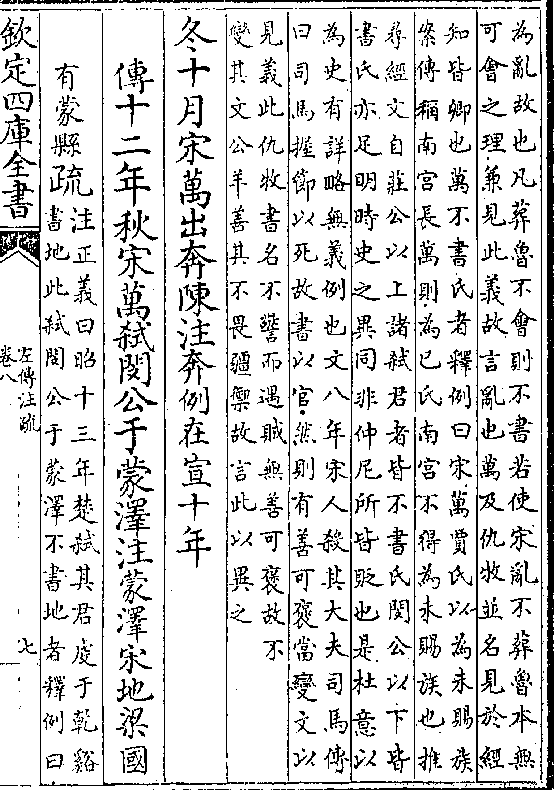 為亂故也凡葬魯不會則不書若使宋亂不葬魯本無
可會之理兼見此義故言亂也萬及仇牧並名見於經
知皆卿也萬不書氏者釋例曰宋萬賈氏以為未賜族
案傳稱南宮長萬則為已氏南宮不得為未賜族也推
尋經文自莊公以上諸弒君者皆不書氏閔公以下皆
書氏亦足明時史之異同非仲尼所皆貶也是杜意以
為史有詳略無義例也文八年宋人殺其大夫司馬傳
曰司馬握節以死故書以官然則有善可褒當變文以
見義此仇牧書名不警而遇賊無善可褒故不
變其文公羊善其不畏彊禦故言此以異之
冬十月宋萬出奔陳注奔例在宣十年
傳十二年秋宋萬弒閔公于蒙澤注蒙澤宋地梁國
有蒙縣疏
注正義曰昭十三年楚弒其君虔于乾谿
書地此弒閔公于蒙澤不書地者釋例曰
欽定四庫全書
左傳注疏
卷八
七